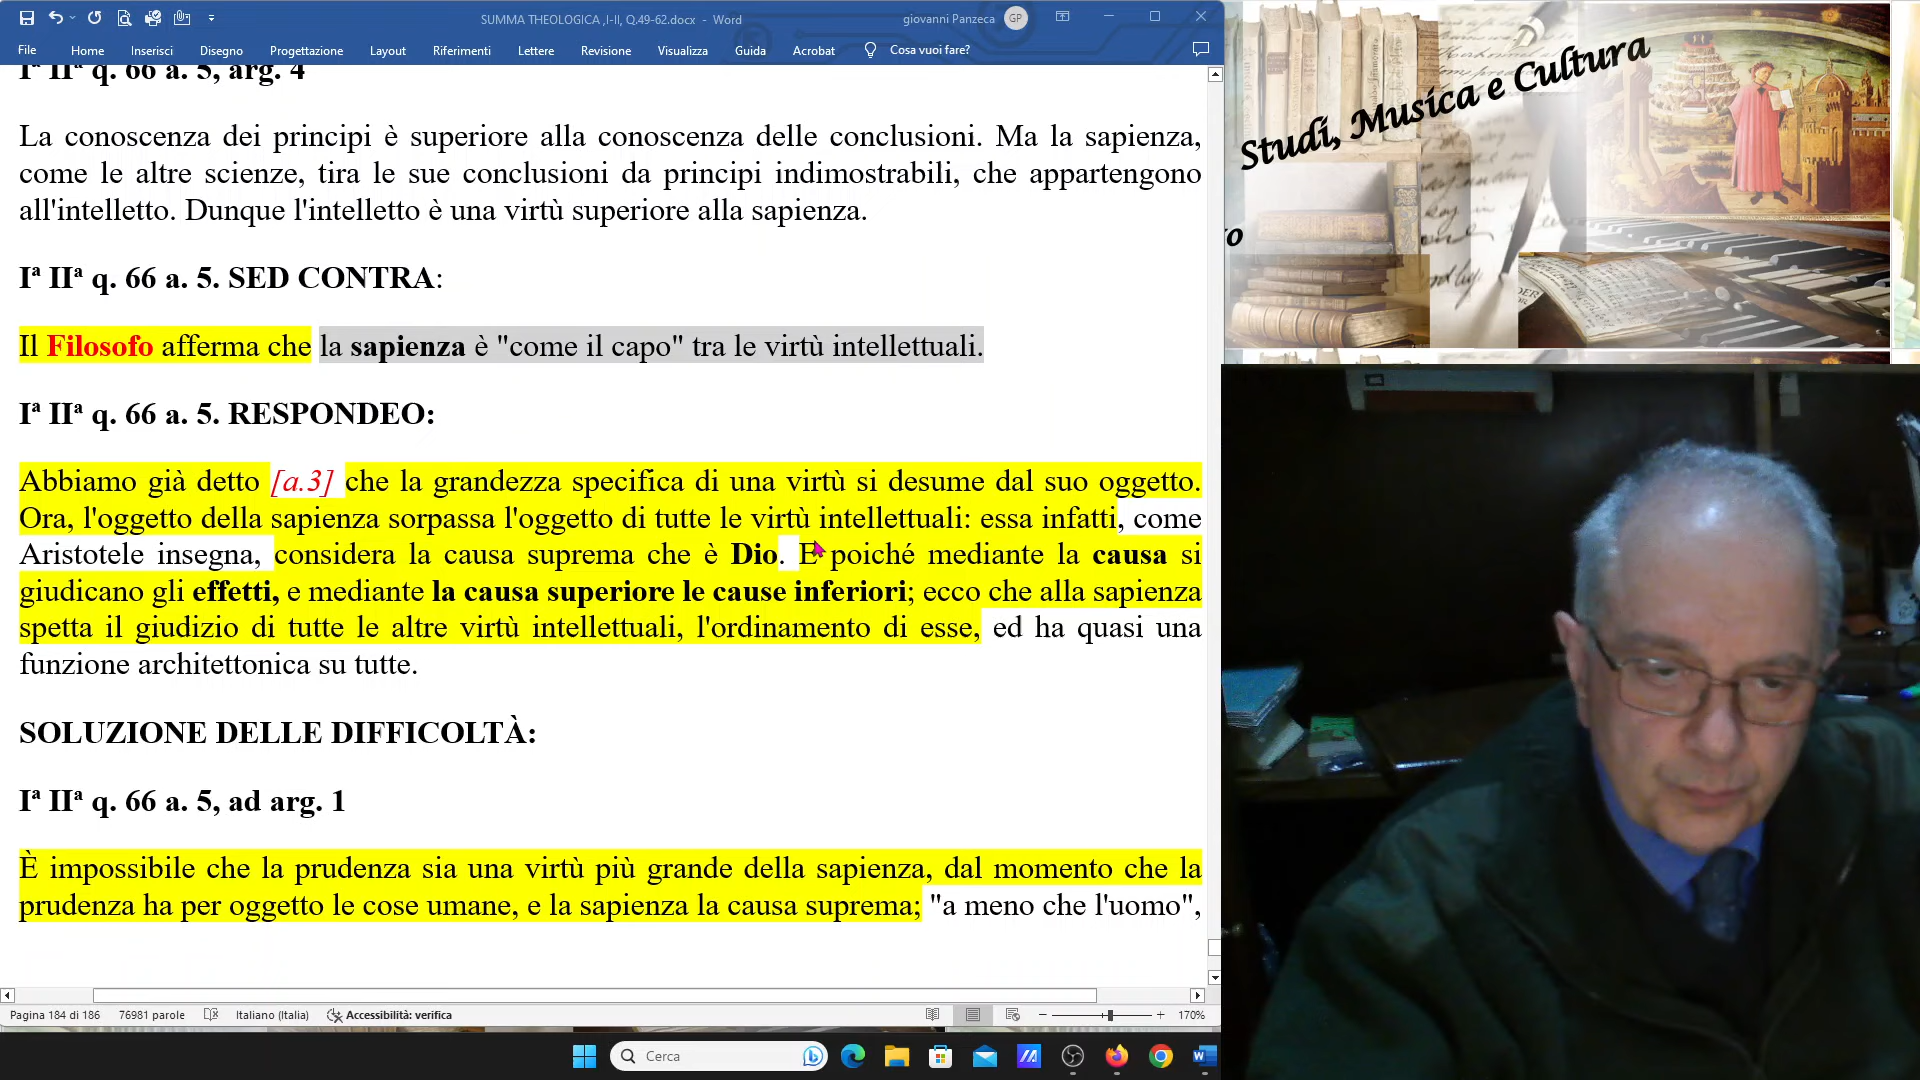 SUMMA THEOLOGICA ,I-II, Q.49-62.docx - Word
giovanni Panzeca
GP
File Home Inserisci Disegno Progettazione Layout Riferimenti Lettere Revisione Visualizza Guida Acrobat Cosa vuoi fare?
Iª IIª q. 66 a. 5, arg. 4
La conoscenza dei principi è superiore alla conoscenza delle conclusioni. Ma la sapienza,
come le altre scienze, tira le sue conclusioni da principi indimostrabili, che appartengono
all'intelletto. Dunque l'intelletto è una virtù superiore alla sapienza.
Iª IIª q. 66 a. 5. SED CONTRA:
Il Filosofo afferma che la sapienza è "come il capo" tra le virtù intellettuali.
Iª IIª q. 66 a. 5. RESPONDEO:
Abbiamo già detto [a.3] che la grandezza specifica di una virtù si desume dal suo oggetto.
Ora, l'oggetto della sapienza sorpassa l'oggetto di tutte le virtù intellettuali: essa infatti, come
Aristotele insegna, considera la causa suprema che è Dio. E poiché mediante la causa si
giudicano gli effetti, e mediante la causa superiore le cause inferiori; ecco che alla sapienza
spetta il giudizio di tutte le altre virtù intellettuali, l'ordinamento di esse, ed ha quasi una
funzione architettonica su tutte.
SOLUZIONE DELLE DIFFICOLTÀ:
Iª IIª q. 66 a. 5, ad arg. 1
È impossibile che la prudenza sia una virtù più grande della sapienza, dal momento che la
prudenza ha per oggetto le cose umane, e la sapienza la causa suprema; "a meno che l'uomo",
Pagina 184 di 186 76981 parole Italiano (Italia) Accessibilità: verifica 170%
Cerca
Studi, Musica e Cultura